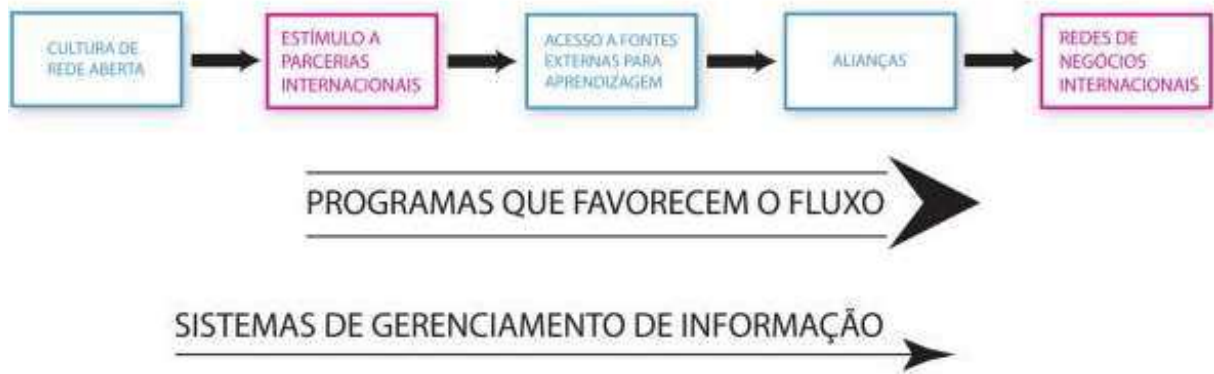 CULTURA DE
REDE ABERTA
ESTÍMULO A
PARCERIAS
INTERNACIONAIS
ACESSO A FONTES
EXTERNAS PARA
APRENDIZAGEM
ALIANÇAS
REDES DE
NEGÓCIOS
INTERNACIONAIS
PROGRAMAS QUE FAVORECEM O FLUXO
SISTEMAS DE GERENCIAMENTO DE INFORMAÇÃO